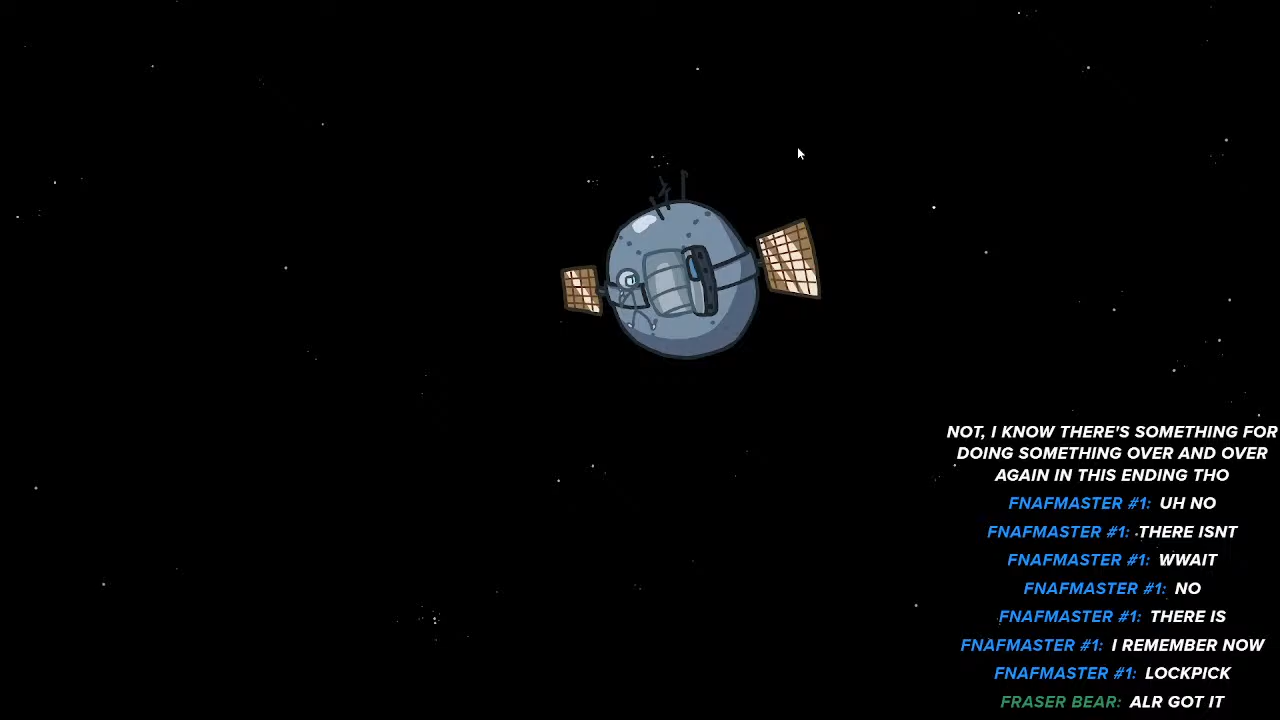 NOT, I KNOW THERE'S SOMETHING FOR
DOING SOMETHING OVER AND OVER
AGAIN IN THIS ENDING THO
FNAFMASTER #1: UH NO
FNAFMASTER #1: THERE ISNT
FNAFMASTER #1: WWAIT
FNAFMASTER #1: NO
FNAFMASTER #1: THERE IS
FNAFMASTER #1: I REMEMBER NOW
FNAFMASTER #1: LOCKPICK
FRASER BEAR: ALR GOT IT